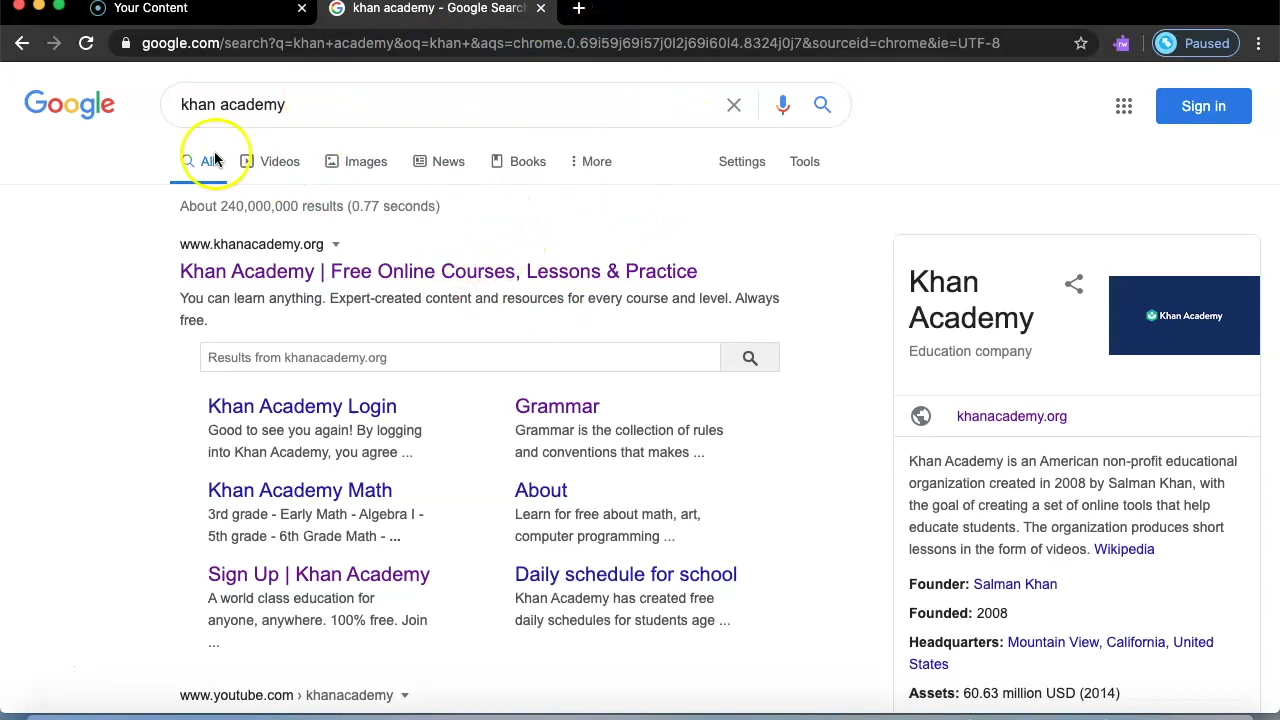 Your Content
khan academy - Google Search
google.com/search?q=khan+academy&oq=khan+&aqs=chrome.0.69i59j69i57j0l2j69i60l4.8324j0j7&sourceid=chrome&ie=UTF-8
rw
Paused
Google
khan academy
Sign in
All
Videos
Images
News
Books
More
Settings
Tools
About 240,000,000 results (0.77 seconds)
www.khanacademy.org
Khan Academy | Free Online Courses, Lessons & Practice
You can learn anything. Expert-created content and resources for every course and level. Always
free.
Results from khanacademy.org
Khan Academy Login
Good to see you again! By logging
into Khan Academy, you agree ...
Grammar
Grammar is the collection of rules
and conventions that makes ...
Khan Academy Math
3rd grade - Early Math - Algebra I -
5th grade - 6th Grade Math - ...
About
Learn for free about math, art,
computer programming ...
Sign Up | Khan Academy
A world class education for
anyone, anywhere. 100% free. Join
...
Daily schedule for school
Khan Academy has created free
daily schedules for students age ...
www.youtube.com › khanacademy
Khan
Academy
Education company
Khan Academy
khanacademy.org
Khan Academy is an American non-profit educational
organization created in 2008 by Salman Khan, with
the goal of creating a set of online tools that help
educate students. The organization produces short
lessons in the form of videos. Wikipedia
Founder: Salman Khan
Founded: 2008
Headquarters: Mountain View, California, United
States
Assets: 60.63 million USD (2014)